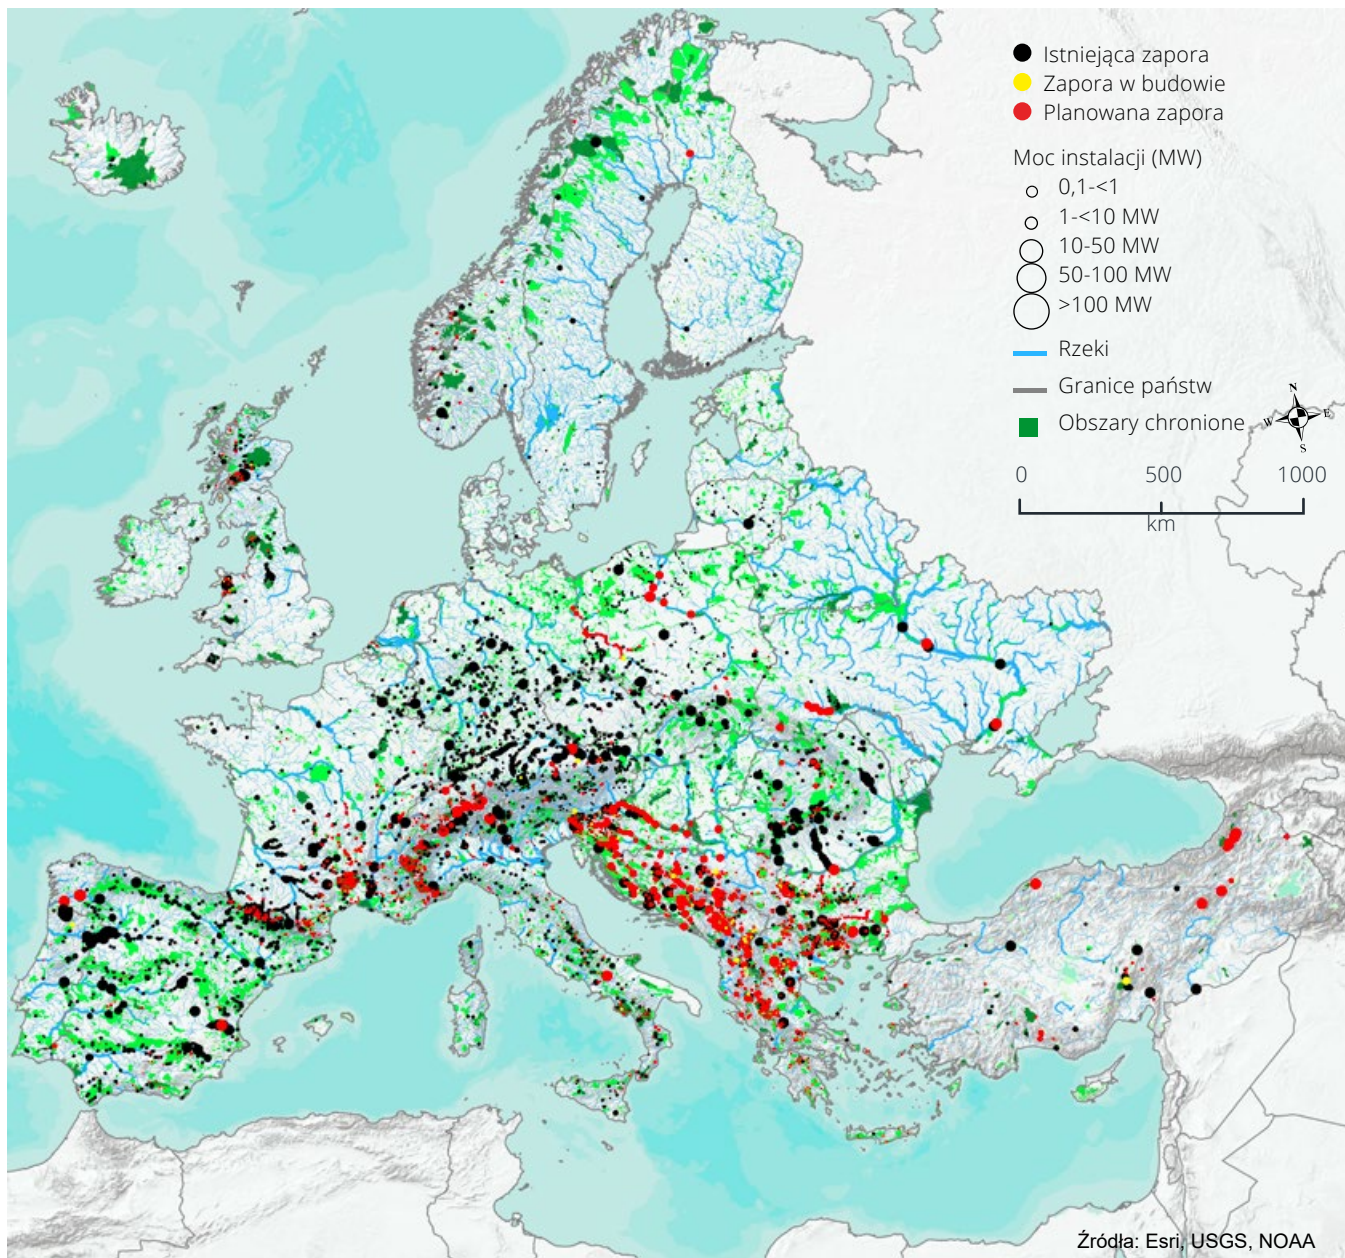 Istniejąca zapora
Zapora w budowie
Planowana zapora
Moc instalacji (MW)
0,1-<1
1-<10 MW
10-50 MW
50-100 MW
>100 MW
Rzeki
Granice państw
Obszary chronione
N
W E
S
0 500 1000
km
Źródła: Esri, USGS, NOAA